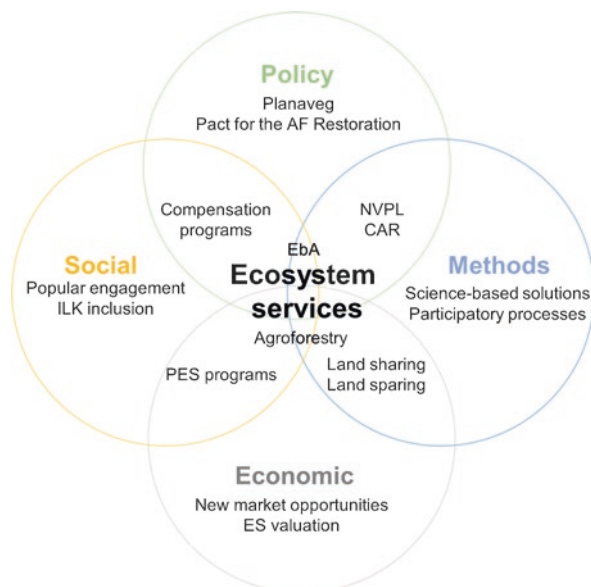 Policy
Planaveg
Pact for the AF Restoration
Compensation
programs
NVPL
CAR
EbA
Social
Popular engagement
ILK inclusion
Ecosystem
services
Methods
Science-based solutions
Participatory processes
Agroforestry
PES programs
Land sharing
Land sparing
Economic
New market opportunities
ES valuation